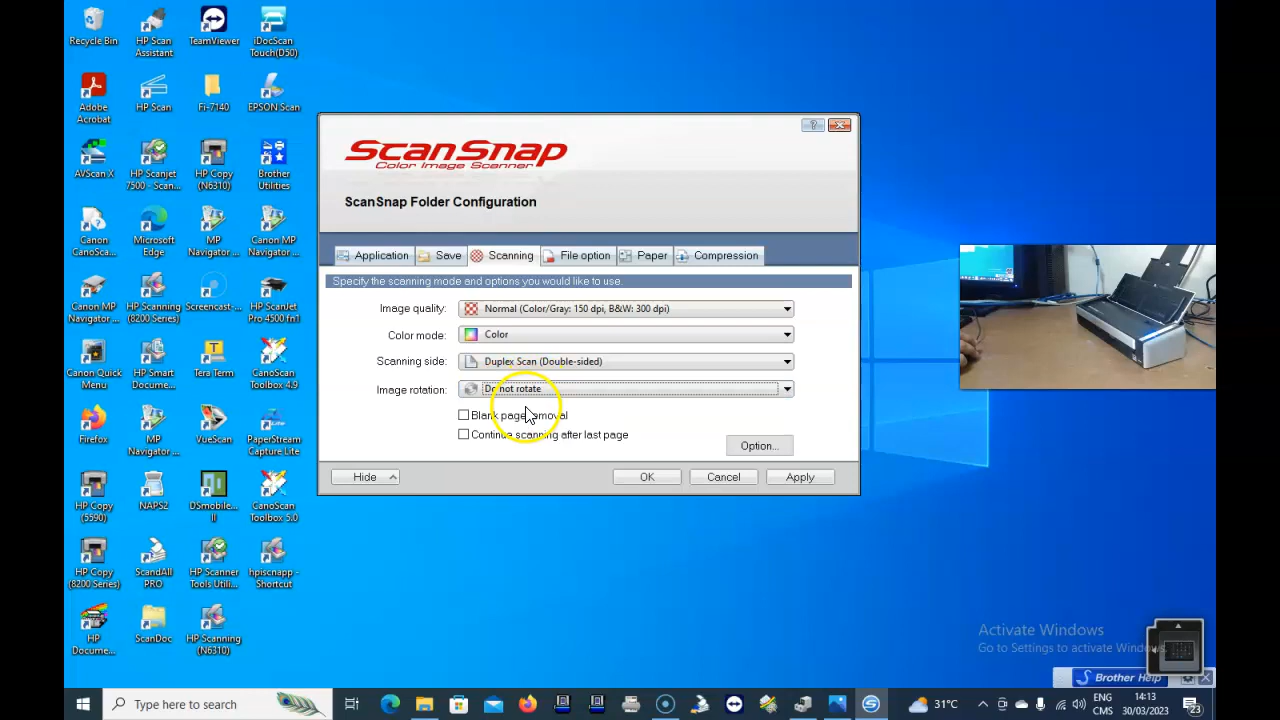 Recycle Bin
HP Scan
Assistant
TeamViewer
iDocScan
Touch(D50)
Adobe
Acrobat
HP Scan
Fi-7140
EPSON Scan
AVScan X
HP Scanjet
7500 - Scan...
HP Copy
(N6310)
Brother
Utilities
Canon
CanoSca...
Microsoft
Edge
MP
Navigator ...
Canon MP
Navigator ...
Canon MP
Navigator ...
HP Scanning
(8200 Series)
Screencast-...
HP ScanJet
Pro 4500 fn1
Canon Quick
Menu
HP Smart
Docume...
Tera Term
CanoScan
Toolbox 4.9
Firefox
MP
Navigator ...
VueScan
PaperStream
Capture Lite
HP Copy
(5590)
NAPS2
DSmobile...
II
CanoScan
Toolbox 5.0
HP Copy
(8200 Series)
ScandAll
PRO
HP Scanner
Tools Utili...
hpiscnapp -
Shortcut
HP
Docume...
ScanDoc
HP Scanning
(N6310)
ScanSnap
Color Image Scanner
ScanSnap Folder Configuration
Application
Save
Scanning
File option
Paper
Compression
Specify the scanning mode and options you would like to use.
Image quality:
Normal (Color/Gray: 150 dpi, B&W: 300 dpi)
Color mode:
Color
Scanning side:
Duplex Scan (Double-sided)
Image rotation:
Do not rotate
Blank page removal
Continue scanning after last page
Option...
Hide
OK
Cancel
Apply
Activate Windows
Go to Settings to activate Windows.
Brother Help
Type here to search
31°C
ENG
CMS
14:13
30/03/2023
23